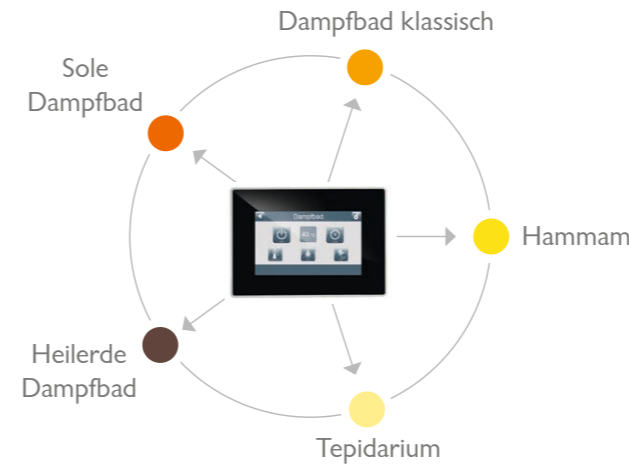 Dampfbad klassisch
Sole
Dampfbad
Dampfbad
Hammam
Heilerde
Dampfbad
Tepidarium